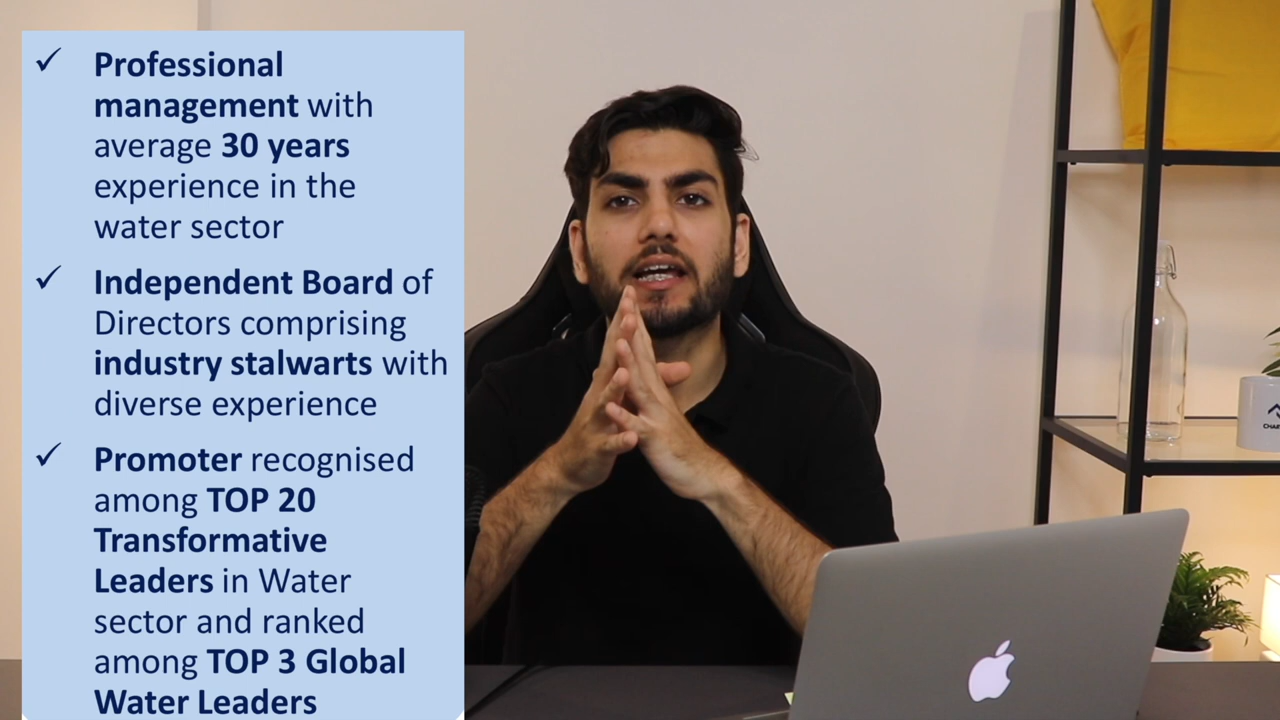 ✓ Professional
management with
average 30 years
experience in the
water sector
✓ Independent Board of
Directors comprising
industry stalwarts with
diverse experience
✓ Promoter recognised
among TOP 20
Transformative
Leaders in Water
sector and ranked
among TOP 3 Global
Water Leaders